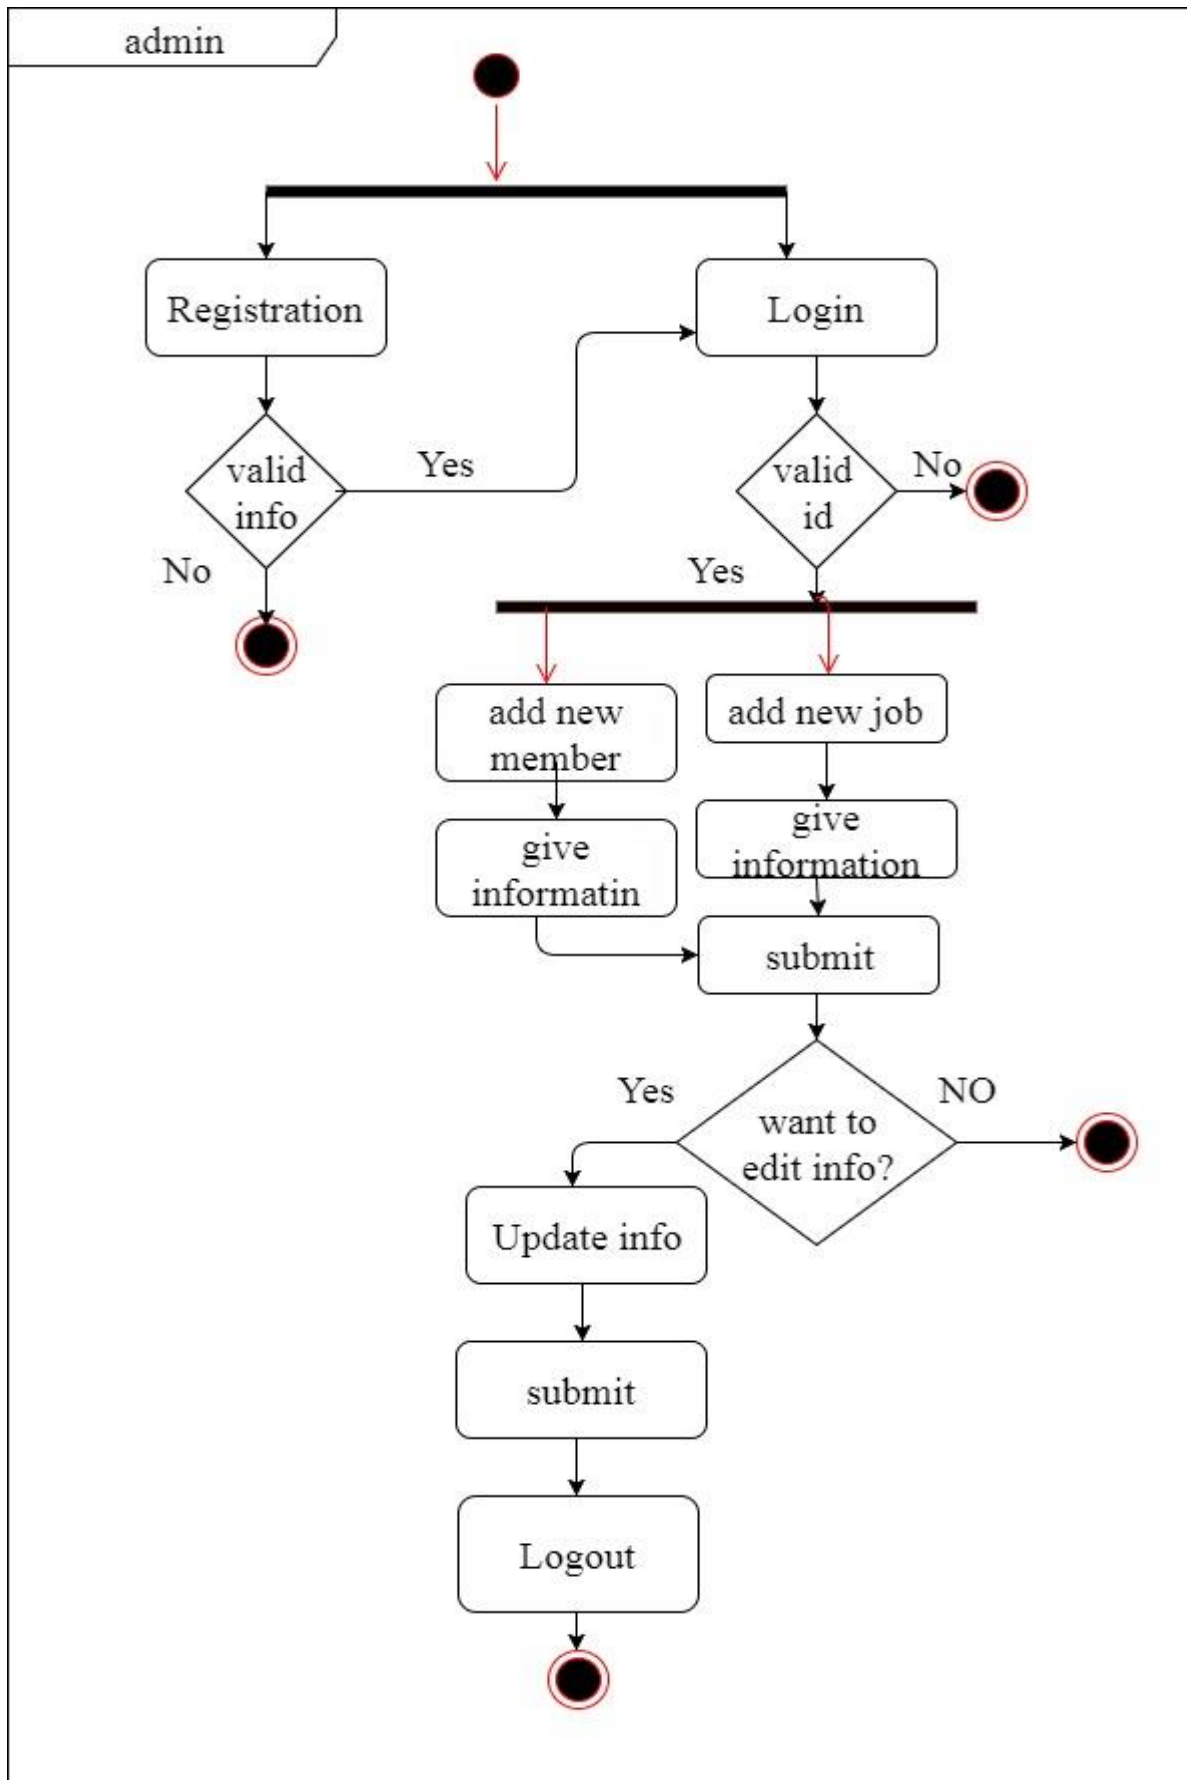 admin
Registration
Login
valid
info
Yes
No
valid
id
No
Yes
add new
member
add new job
give
informatin
give
information
submit
want to
edit info?
Yes
NO
Update info
submit
Logout